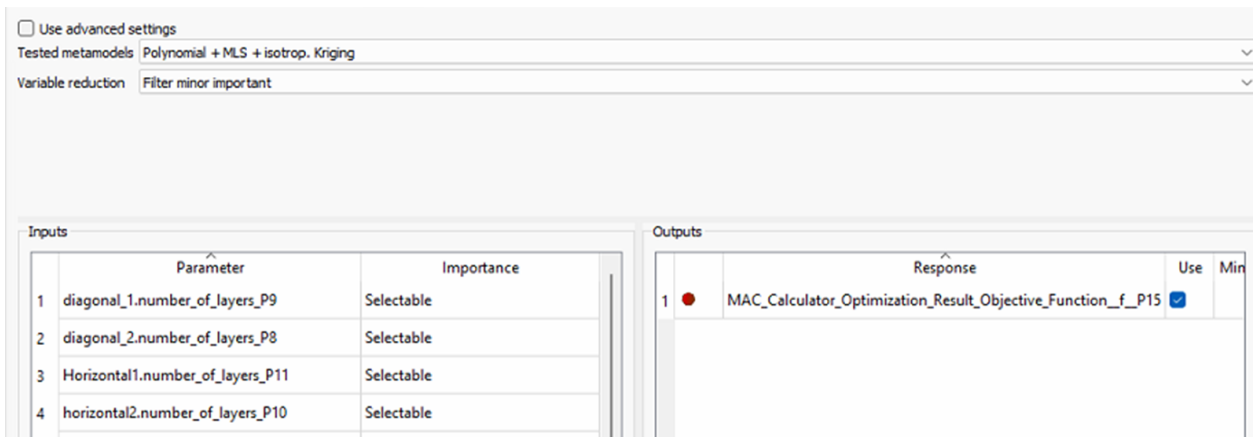 Use advanced settings
Tested metamodels Polynomial + MLS + isotrop. Kriging
Variable reduction Filter minor important
Inputs
Parameter Importance
1 diagonal_1.number_of_layers_P9 Selectable
2 diagonal_2.number_of_layers_P8 Selectable
3 Horizontal1.number_of_layers_P11 Selectable
4 horizontal2.number_of_layers_P10 Selectable
Outputs
Response Use Min
1 MAC_Calculator_Optimization_Result_Objective_Function__f__P15